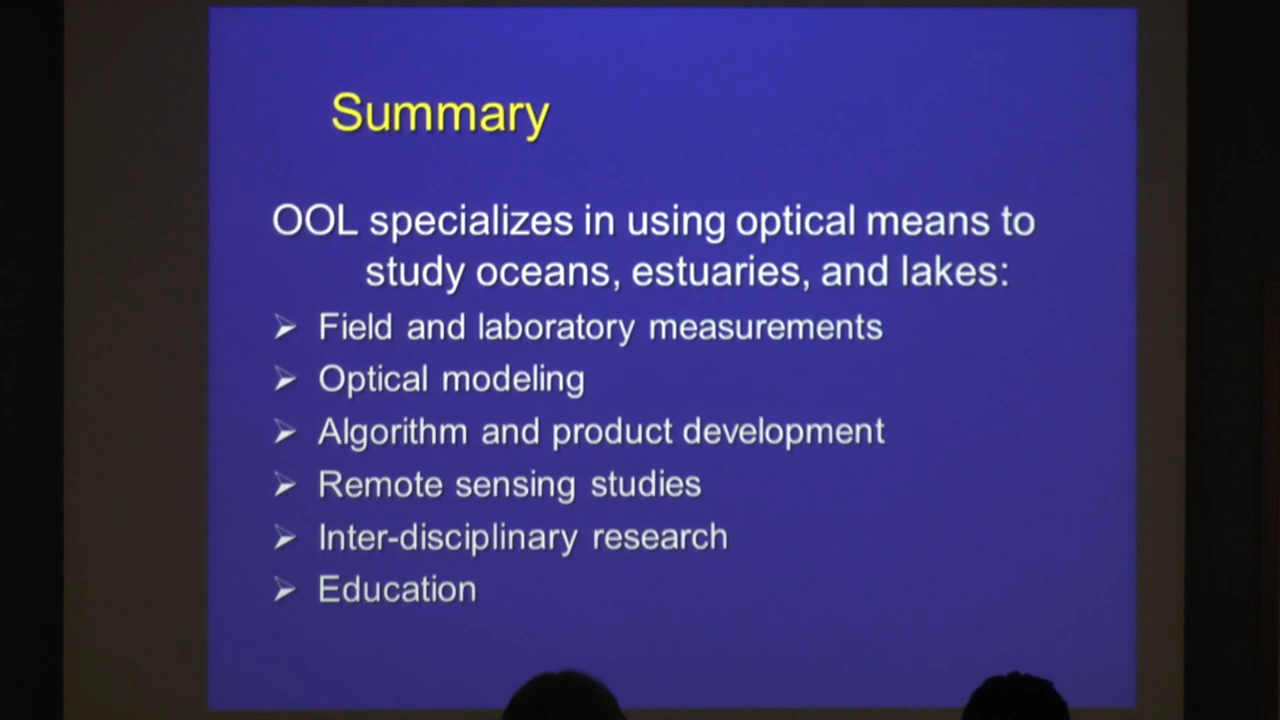 Summary
OOL specializes in using optical means to
study oceans, estuaries, and lakes:
➢ Field and laboratory measurements
➢ Optical modeling
➢ Algorithm and product development
➢ Remote sensing studies
➢ Inter-disciplinary research
➢ Education